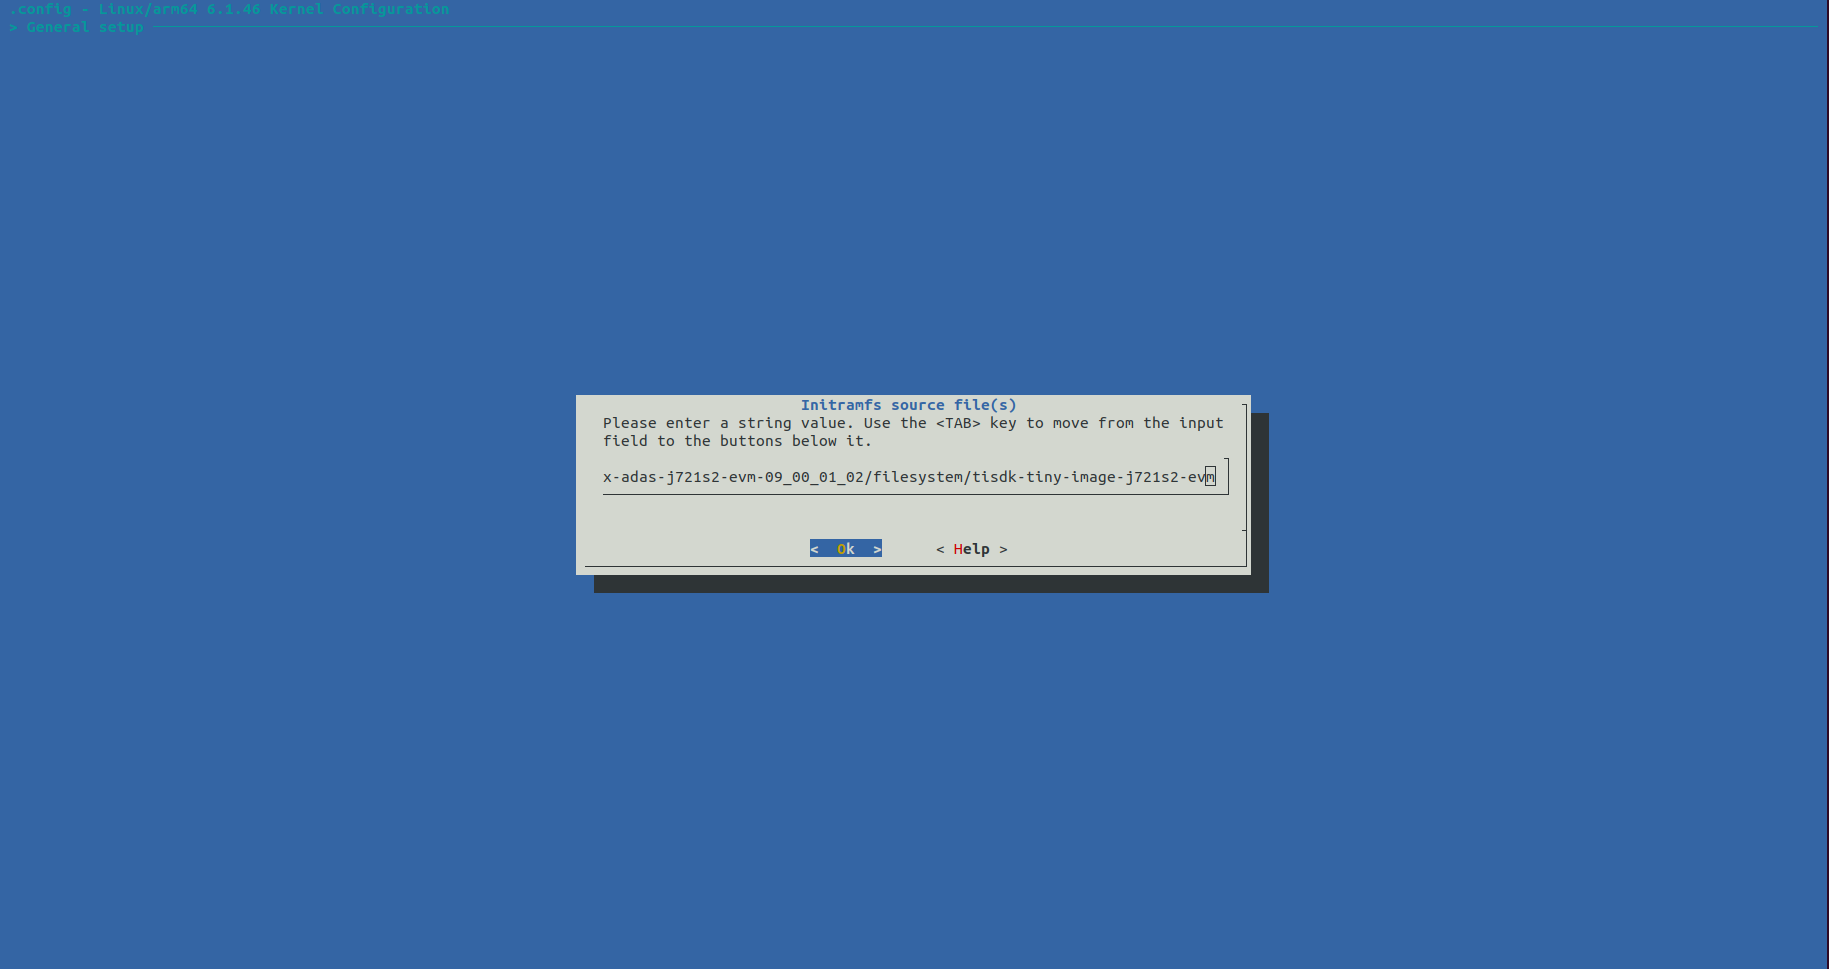 .config - Linux/arm64 6.1.46 Kernel Configuration
> General setup
Initramfs source file(s)
Please enter a string value. Use the <TAB> key to move from the input
field to the buttons below it.
x-adas-j721s2-evm-09_00_01_02/filesystem/tisdk-tiny-image-j721s2-evm
< Ok > < Help >